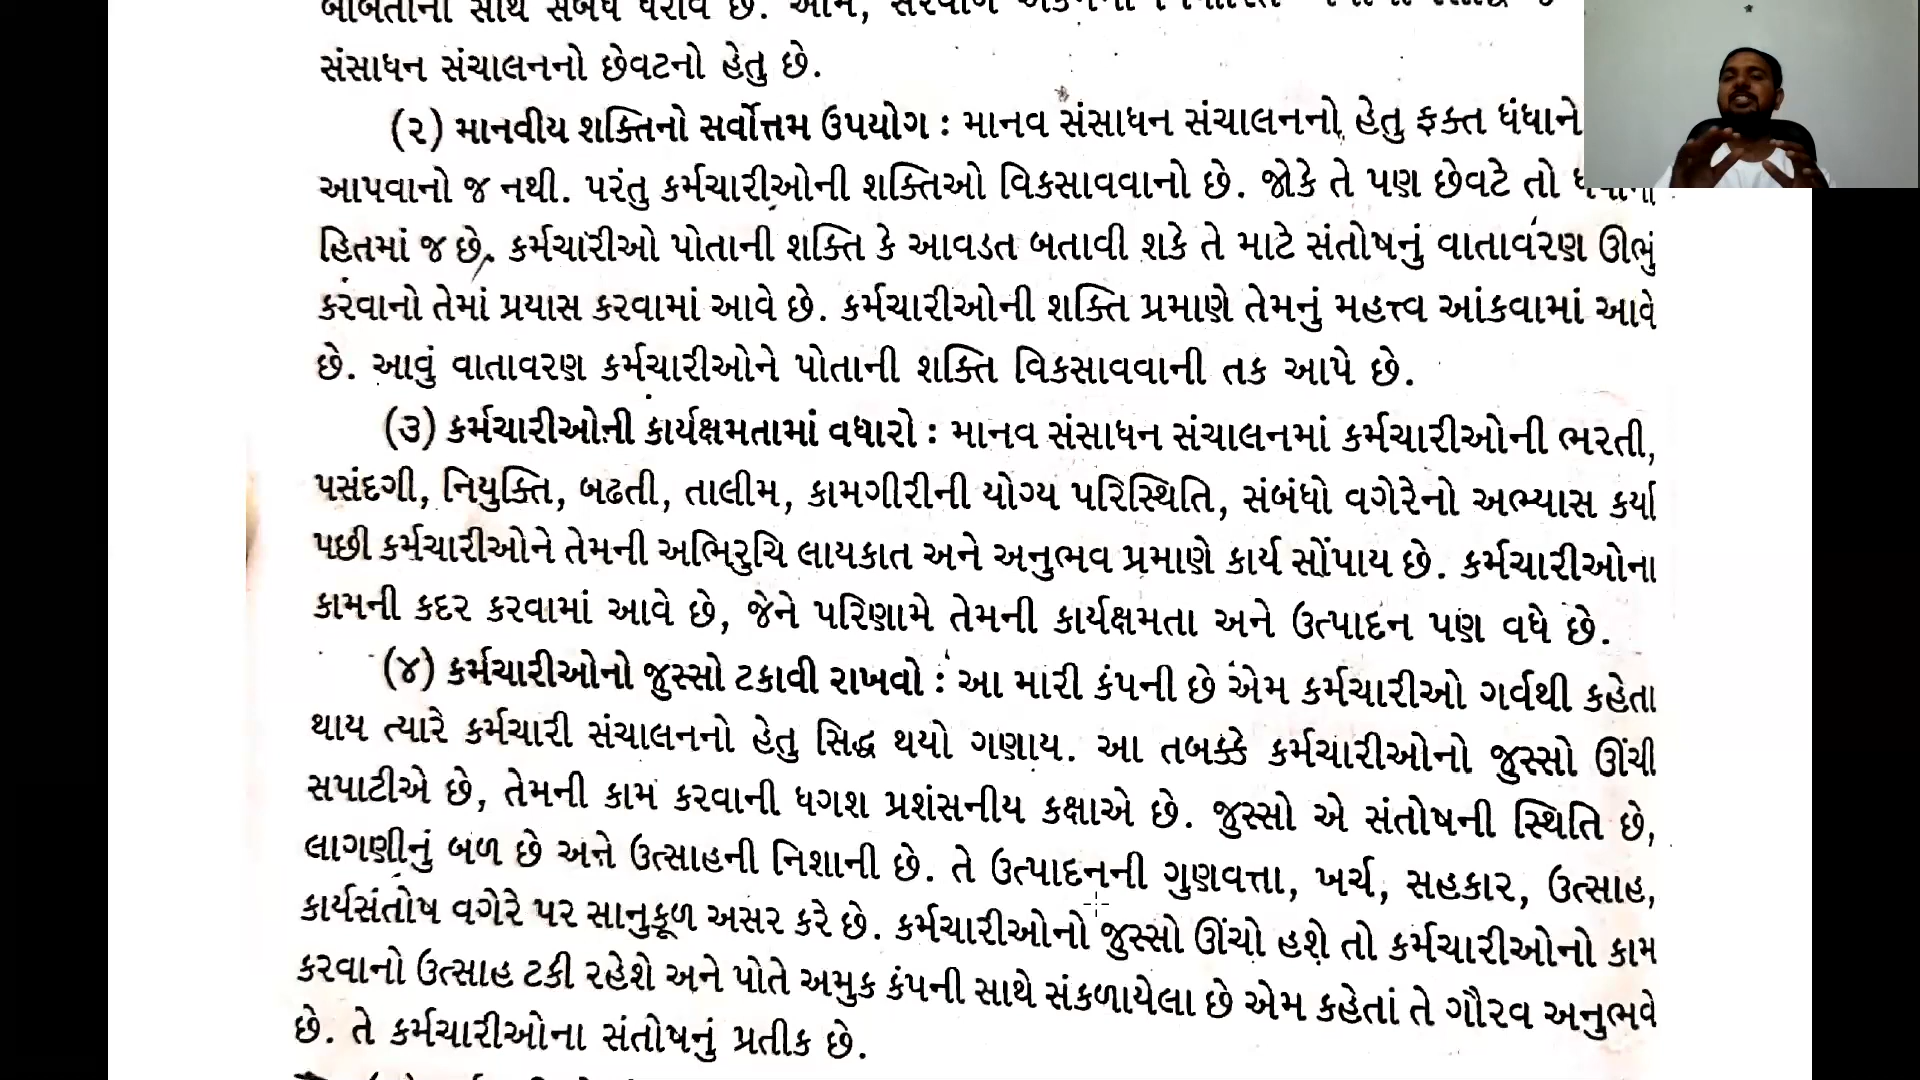 સંસાધન સંચાલનનો છેવટનો હેતુ છે.
(૨) માનવીય શક્તિનો સર્વોત્તમ ઉપયોગ : માનવ સંસાધન સંચાલનનો હેતુ ફક્ત ધંધાને
આપવાનો જ નથી. પરંતુ કર્મચારીઓની શક્તિઓ વિકસાવવાનો છે. જોકે તે પણ છેવટે તો
હિતમાં જ છે. કર્મચારીઓ પોતાની શક્તિ કે આવડત બતાવી શકે તે માટે સંતોષનું વાતાવરણ ઊભું
કરવાનો તેમાં પ્રયાસ કરવામાં આવે છે. કર્મચારીઓની શક્તિ પ્રમાણે તેમનું મહત્ત્વ આંકવામાં આવે
છે. આવું વાતાવરણ કર્મચારીઓને પોતાની શક્તિ વિકસાવવાની તક આપે છે.
(૩) કર્મચારીઓની કાર્યક્ષમતામાં વધારો : માનવ સંસાધન સંચાલનમાં કર્મચારીઓની ભરતી,
પસંદગી, નિયુક્તિ, બઢતી, તાલીમ, કામગીરીની યોગ્ય પરિસ્થિતિ, સંબંધો વગેરેનો અભ્યાસ કર્યા
પછી કર્મચારીઓને તેમની અભિરુચિ લાયકાત અને અનુભવ પ્રમાણે કાર્ય સોંપાય છે. કર્મચારીઓના
કામની કદર કરવામાં આવે છે, જેને પરિણામે તેમની કાર્યક્ષમતા અને ઉત્પાદન પણ વધે છે.
(૪) કર્મચારીઓનો જુસ્સો ટકાવી રાખવો : આ મારી કંપની છે એમ કર્મચારીઓ ગર્વથી કહેતા
થાય ત્યારે કર્મચારી સંચાલનનો હેતુ સિદ્ધ થયો ગણાય. આ તબક્કે કર્મચારીઓનો જુસ્સો ઊંચી
સપાટીએ છે, તેમની કામ કરવાની ધગશ પ્રશંસનીય કક્ષાએ છે. જુસ્સો એ સંતોષની સ્થિતિ છે,
લાગણીનું બળ છે અને ઉત્સાહની નિશાની છે. તે ઉત્પાદનની ગુણવત્તા, ખર્ચ, સહકાર, ઉત્સાહ,
કાર્યસંતોષ વગેરે પર સાનુકૂળ અસર કરે છે. કર્મચારીઓનો જુસ્સો ઊંચો હશે તો કર્મચારીઓનો કામ
કરવાનો ઉત્સાહ ટકી રહેશે અને પોતે અમુક કંપની સાથે સંકળાયેલા છે એમ કહેતાં તે ગૌરવ અનુભવે
છે. તે કર્મચારીઓના સંતોષનું પ્રતીક છે.